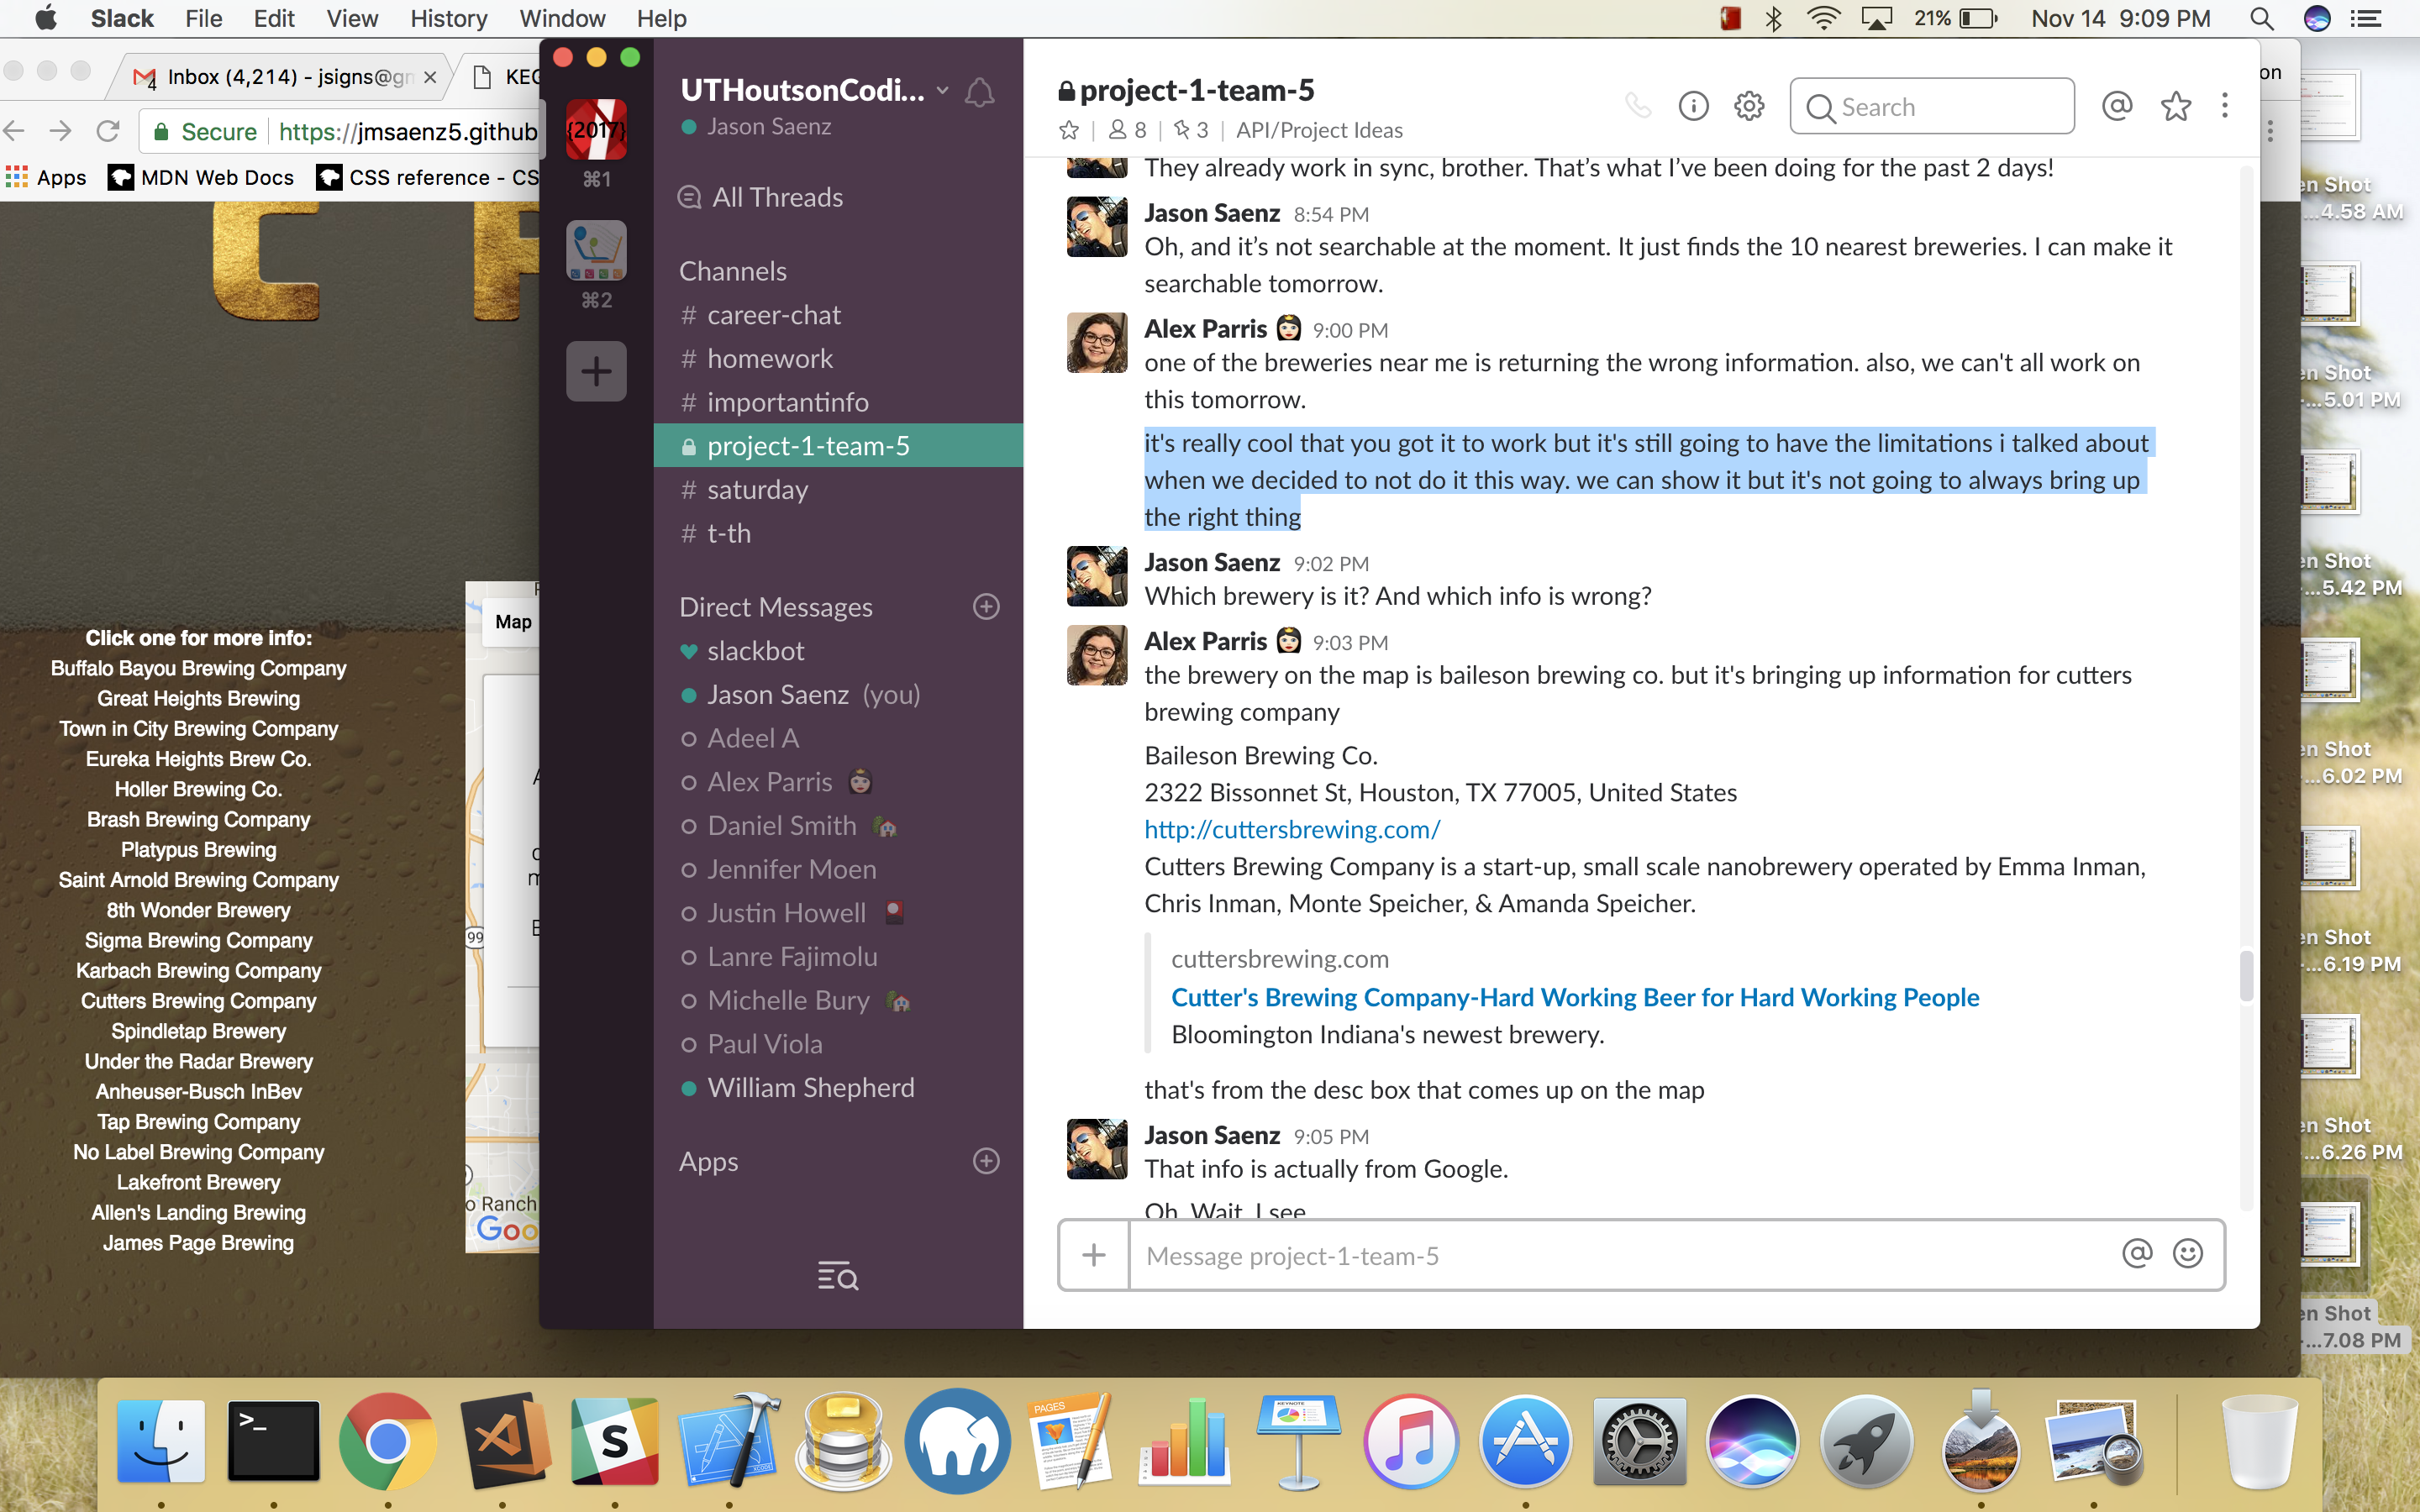 Slack File Edit View History Window Help
21% Nov 14 9:09 PM
Inbox (4,214) - jsigns@gm
KEG
Secure https://jmsaenz5.github
Apps MDN Web Docs CSS reference - CS
Click one for more info:
Buffalo Bayou Brewing Company
Great Heights Brewing
Town in City Brewing Company
Eureka Heights Brew Co.
Holler Brewing Co.
Brash Brewing Company
Platypus Brewing
Saint Arnold Brewing Company
8th Wonder Brewery
Sigma Brewing Company
Karbach Brewing Company
Cutters Brewing Company
Spindletap Brewery
Under the Radar Brewery
Anheuser-Busch InBev
Tap Brewing Company
No Label Brewing Company
Lakefront Brewery
Allen's Landing Brewing
James Page Brewing
Map
99
o Ranch
Goo
{2017}
⌘1
⌘2
UTHoutsonCodi...
Jason Saenz
All Threads
Channels
# career-chat
# homework
# importantinfo
project-1-team-5
# saturday
# t-th
Direct Messages
slackbot
Jason Saenz (you)
Adeel A
Alex Parris
Daniel Smith
Jennifer Moen
Justin Howell
Lanre Fajimolu
Michelle Bury
Paul Viola
William Shepherd
Apps
project-1-team-5
8 | 3 | API/Project Ideas
Search
They already work in sync, brother. That's what I've been doing for the past 2 days!
Jason Saenz 8:54 PM
Oh, and it's not searchable at the moment. It just finds the 10 nearest breweries. I can make it
searchable tomorrow.
Alex Parris 9:00 PM
one of the breweries near me is returning the wrong information. also, we can't all work on
this tomorrow.
it's really cool that you got it to work but it's still going to have the limitations i talked about
when we decided to not do it this way. we can show it but it's not going to always bring up
the right thing
Jason Saenz 9:02 PM
Which brewery is it? And which info is wrong?
Alex Parris 9:03 PM
the brewery on the map is baileson brewing co. but it's bringing up information for cutters
brewing company
Baileson Brewing Co.
2322 Bissonnet St, Houston, TX 77005, United States
http://cuttersbrewing.com/
Cutters Brewing Company is a start-up, small scale nanobrewery operated by Emma Inman,
Chris Inman, Monte Speicher, & Amanda Speicher.
cuttersbrewing.com
Cutter's Brewing Company-Hard Working Beer for Hard Working People
Bloomington Indiana's newest brewery.
that's from the desc box that comes up on the map
Jason Saenz 9:05 PM
That info is actually from Google.
Oh. Wait. I see
Message project-1-team-5
on
en Shot
...4.58 AM
en Shot
...5.01 PM
en Shot
...5.42 PM
en Shot
...6.02 PM
en Shot
...6.19 PM
en Shot
...6.26 PM
en Shot
...7.08 PM
PAGES
KEYNOTE